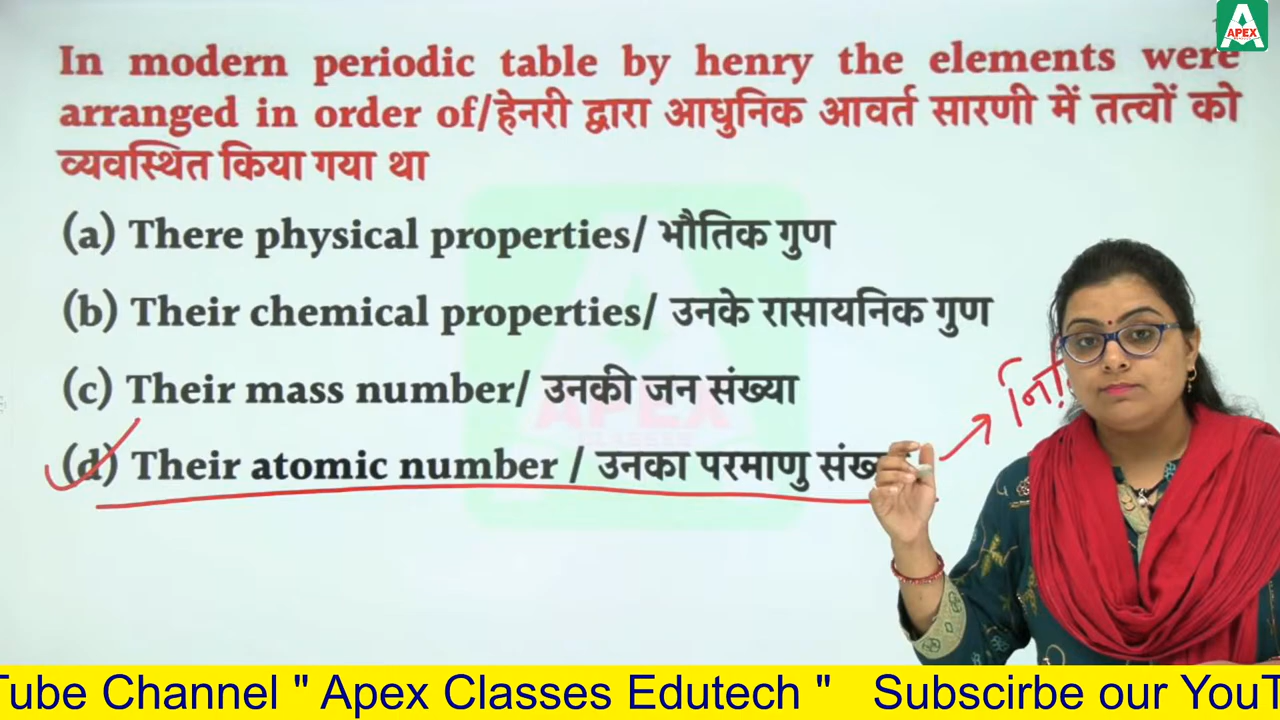 A
APEX
In modern periodic table by henry the elements were
arranged in order of/हेनरी द्वारा आधुनिक आवर्त सारणी में तत्वों को
व्यवस्थित किया गया था
(a) There physical properties/ भौतिक गुण
(b) Their chemical properties/ उनके रासायनिक गुण
(c) Their mass number/ उनकी जन संख्या
(d) Their atomic number / उनका परमाणु
APEX
CLASSES
Tube Channel " Apex Classes Edutech " Subscirbe our YouT